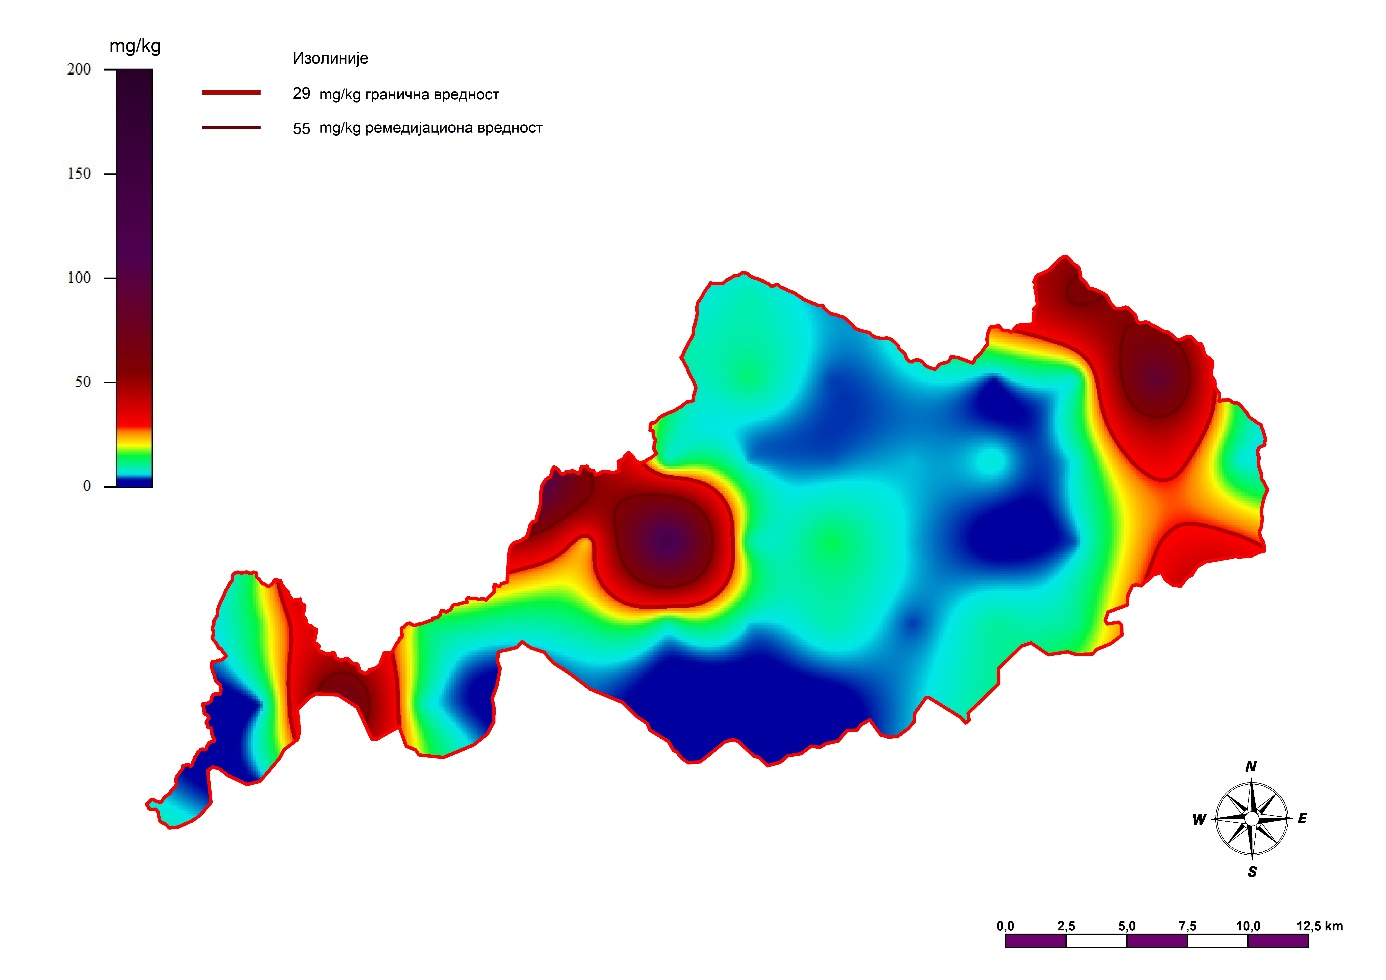 mg/kg
Изолиније
200
29 mg/kg гранична вредност
55 mg/kg ремедијациона вредност
150
100
50
0
N
W E
S
0,0 2,5 5,0 7,5 10,0 12,5 km